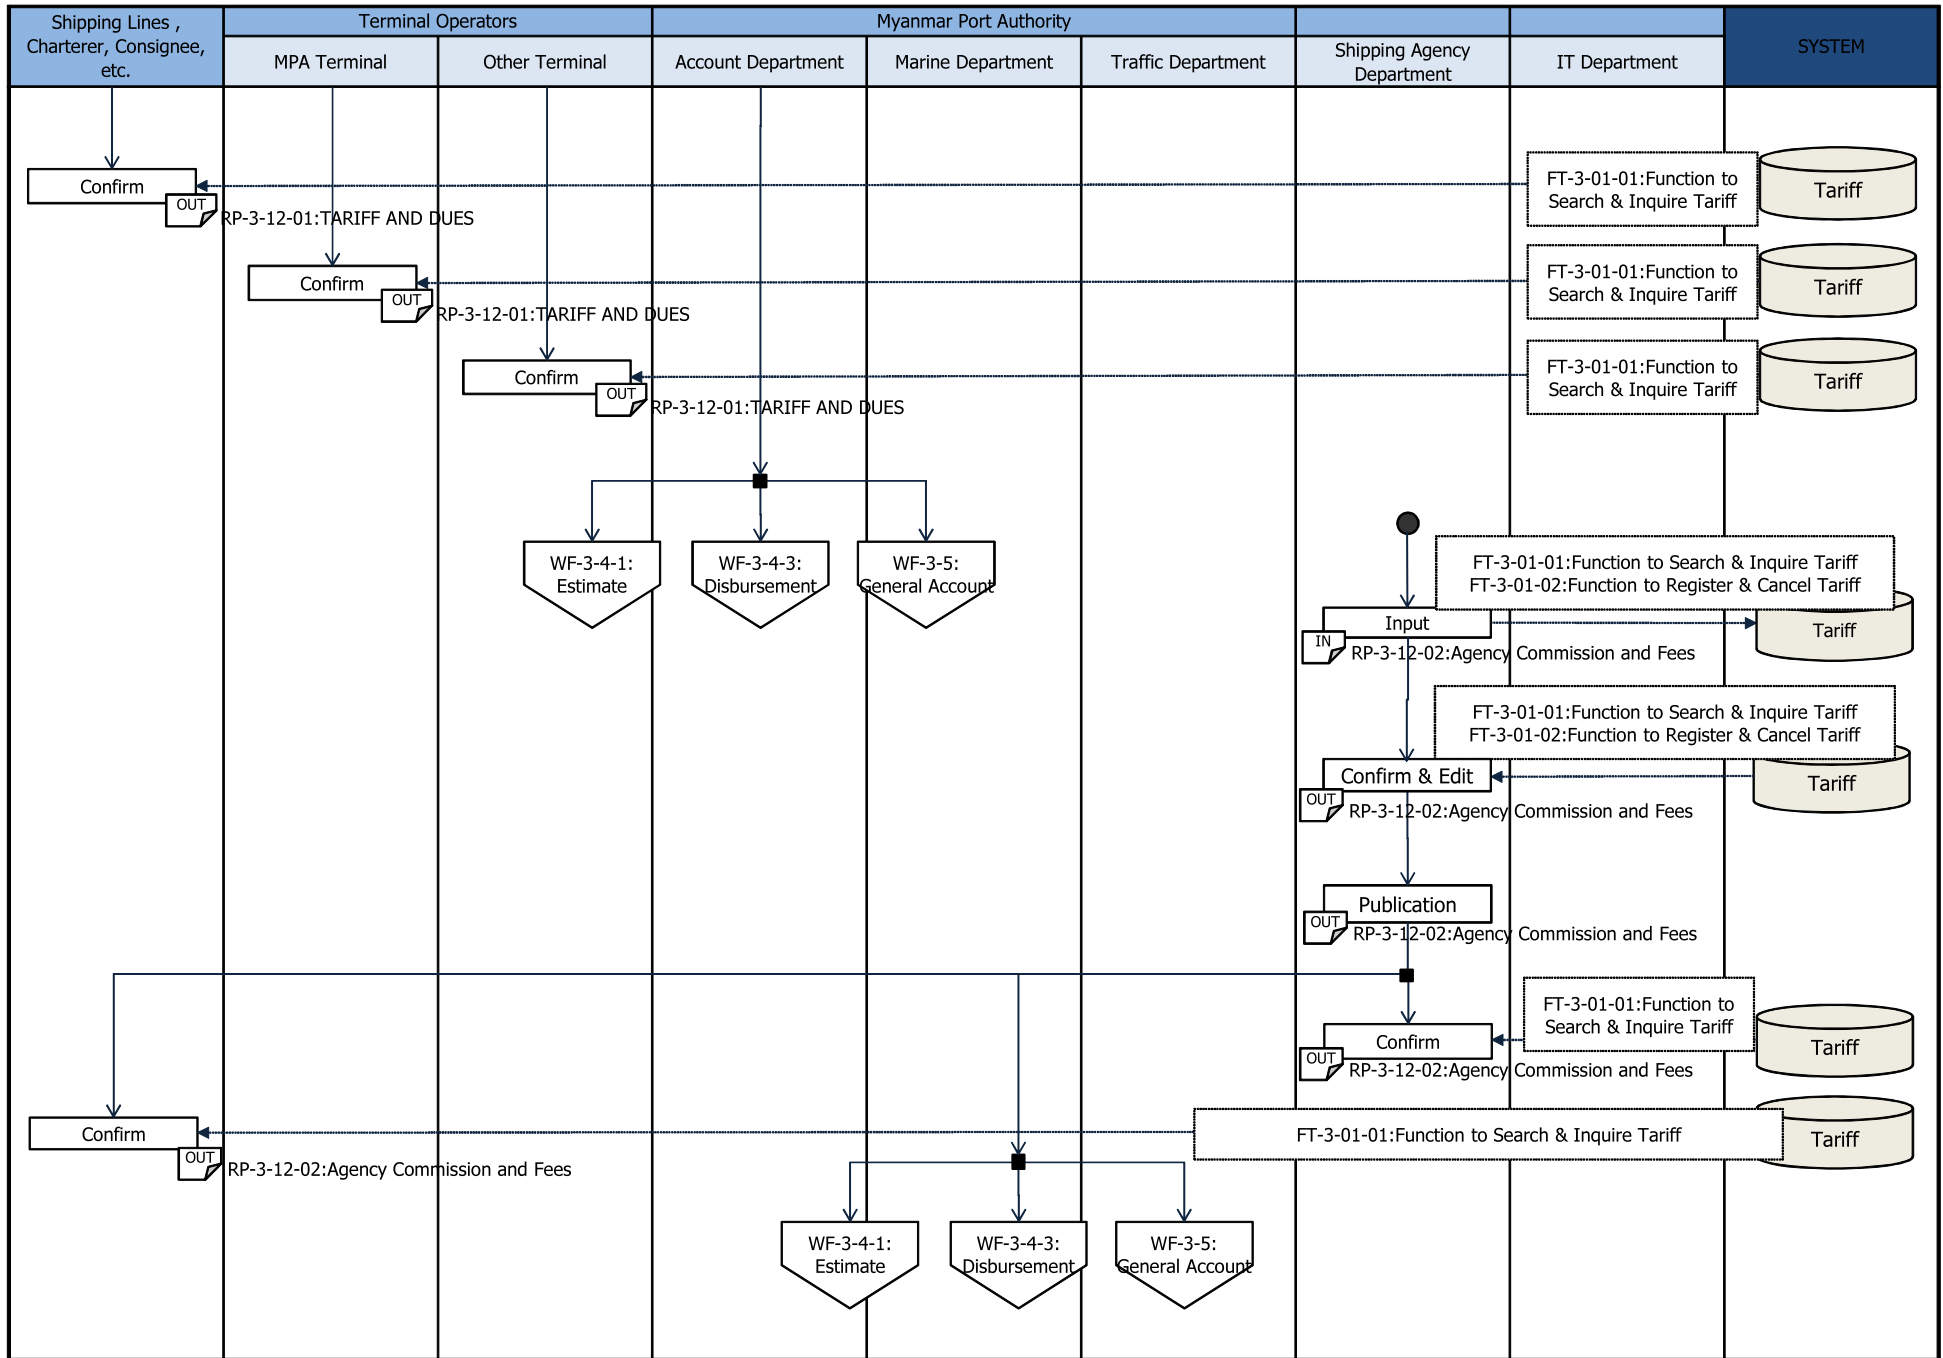 Shipping Lines ,
Charterer, Consignee,
etc.
Terminal Operators
Myanmar Port Authority
MPA Terminal
Other Terminal
Account Department
Marine Department
Traffic Department
Shipping Agency
Department
IT Department
SYSTEM
Confirm
OUT
RP-3-12-01:TARIFF AND DUES
FT-3-01-01:Function to
Search & Inquire Tariff
Tariff
Confirm
OUT
RP-3-12-01:TARIFF AND DUES
FT-3-01-01:Function to
Search & Inquire Tariff
Tariff
Confirm
OUT
RP-3-12-01:TARIFF AND DUES
FT-3-01-01:Function to
Search & Inquire Tariff
Tariff
WF-3-4-1:
Estimate
WF-3-4-3:
Disbursement
WF-3-5:
General Account
FT-3-01-01:Function to Search & Inquire Tariff
FT-3-01-02:Function to Register & Cancel Tariff
Input
IN
RP-3-12-02:Agency Commission and Fees
Tariff
FT-3-01-01:Function to Search & Inquire Tariff
FT-3-01-02:Function to Register & Cancel Tariff
Confirm & Edit
OUT
RP-3-12-02:Agency Commission and Fees
Tariff
Publication
OUT
RP-3-12-02:Agency Commission and Fees
FT-3-01-01:Function to
Search & Inquire Tariff
Confirm
OUT
RP-3-12-02:Agency Commission and Fees
Tariff
Confirm
OUT
RP-3-12-02:Agency Commission and Fees
FT-3-01-01:Function to Search & Inquire Tariff
Tariff
WF-3-4-1:
Estimate
WF-3-4-3:
Disbursement
WF-3-5:
General Account